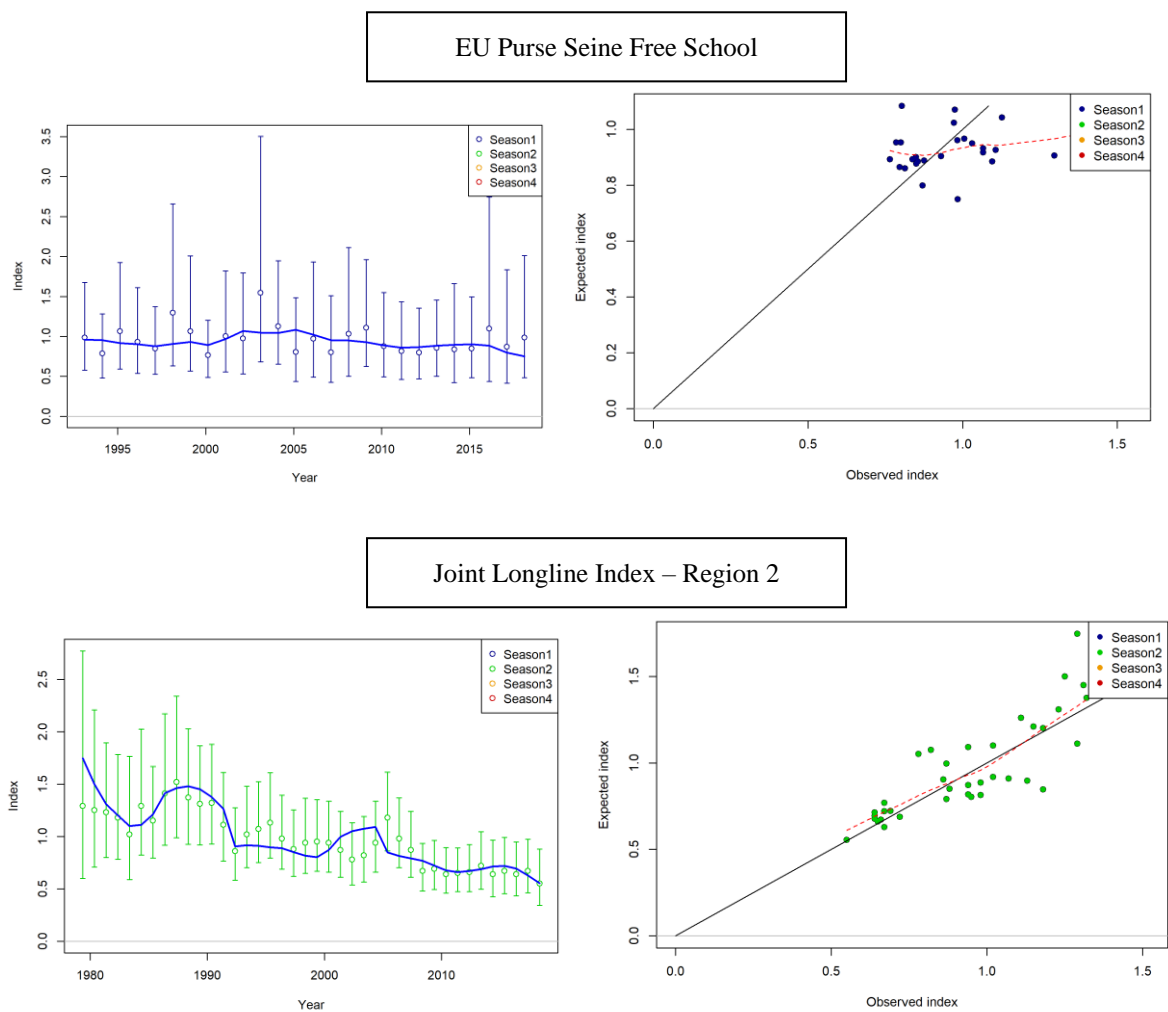 EU Purse Seine Free School
Index
3.5
3.0
2.5
2.0
1.5
1.0
0.5
0.0
Season1
Season2
Season3
Season4
1995
2000
2005
2010
2015
Year
Expected index
1.0
0.8
0.6
0.4
0.2
0.0
Season1
Season2
Season3
Season4
0.0
0.5
1.0
1.5
Observed index
Joint Longline Index – Region 2
Index
2.5
2.0
1.5
1.0
0.5
0.0
Season1
Season2
Season3
Season4
1980
1990
2000
2010
Year
Expected index
1.5
1.0
0.5
0.0
Season1
Season2
Season3
Season4
0.0
0.5
1.0
1.5
Observed index